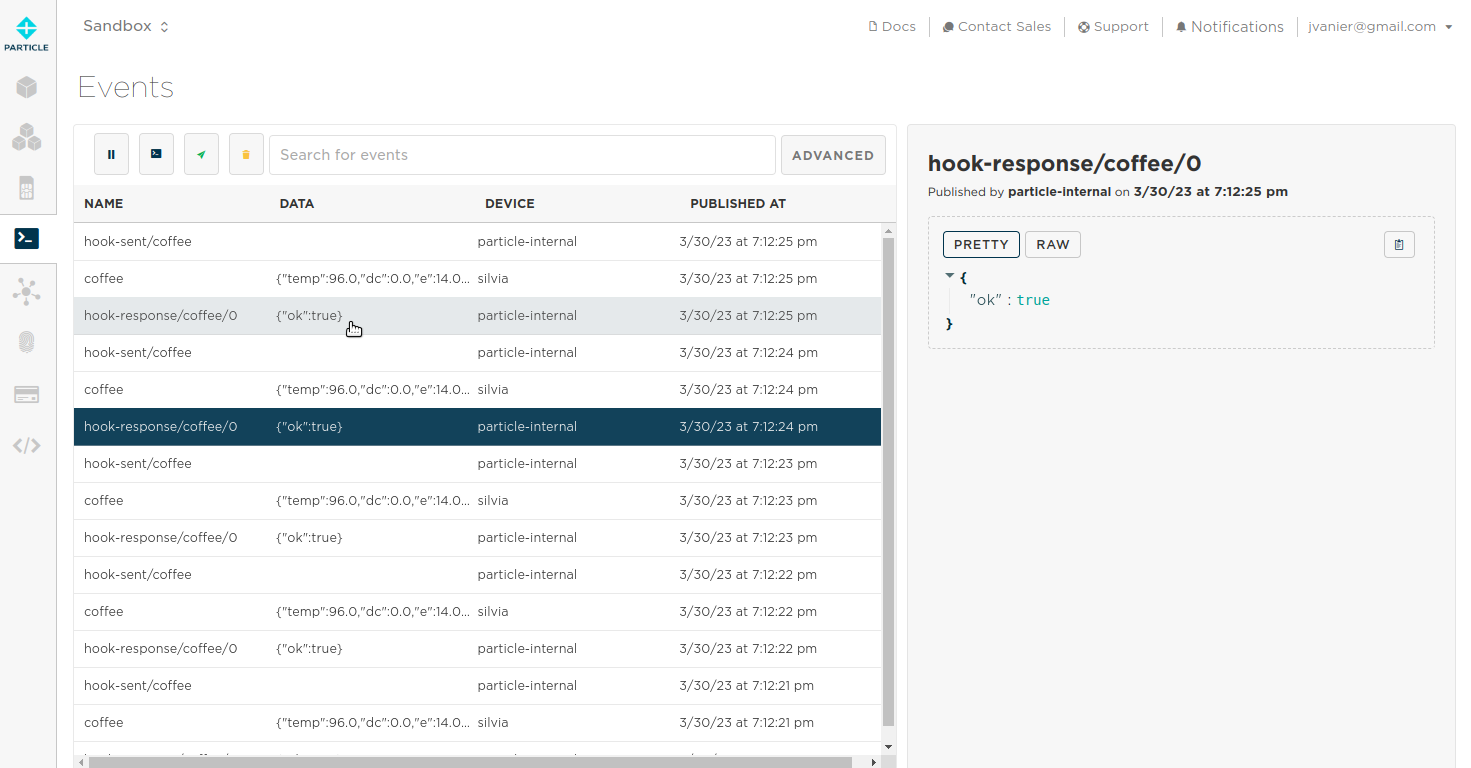 Sandbox
Docs
Contact Sales
Support
Notifications
jvanier@gmail.com
PARTICLE
Events
Search for events
ADVANCED
NAME DATA DEVICE PUBLISHED AT
hook-sent/coffee particle-internal 3/30/23 at 7:12:25 pm
coffee {"temp":96.0,"dc":0.0,"e":14.0... silvia 3/30/23 at 7:12:25 pm
hook-response/coffee/0 {"ok":true} particle-internal 3/30/23 at 7:12:25 pm
hook-sent/coffee particle-internal 3/30/23 at 7:12:24 pm
coffee {"temp":96.0,"dc":0.0,"e":14.0... silvia 3/30/23 at 7:12:24 pm
hook-response/coffee/0 {"ok":true} particle-internal 3/30/23 at 7:12:24 pm
hook-sent/coffee particle-internal 3/30/23 at 7:12:23 pm
coffee {"temp":96.0,"dc":0.0,"e":14.0... silvia 3/30/23 at 7:12:23 pm
hook-response/coffee/0 {"ok":true} particle-internal 3/30/23 at 7:12:23 pm
hook-sent/coffee particle-internal 3/30/23 at 7:12:22 pm
coffee {"temp":96.0,"dc":0.0,"e":14.0... silvia 3/30/23 at 7:12:22 pm
hook-response/coffee/0 {"ok":true} particle-internal 3/30/23 at 7:12:22 pm
hook-sent/coffee particle-internal 3/30/23 at 7:12:21 pm
coffee {"temp":96.0,"dc":0.0,"e":14.0... silvia 3/30/23 at 7:12:21 pm
hook-response/coffee/0
Published by particle-internal on 3/30/23 at 7:12:25 pm
PRETTY RAW
{
"ok" : true
}